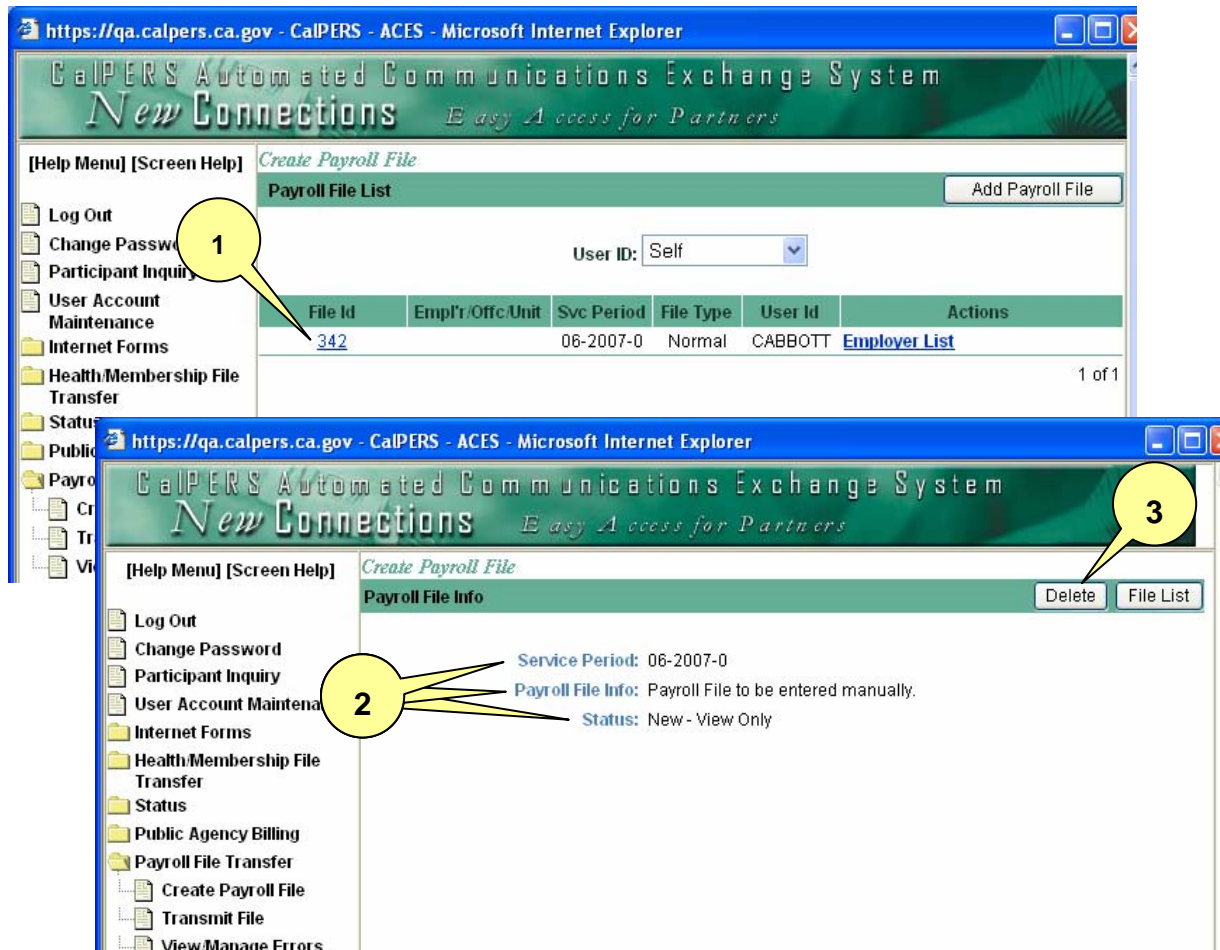 https://qa.calpers.ca.gov - CalPERS - ACES - Microsoft Internet Explorer
CalPERS Automated Communications Exchange System
New Connections Easy Access for Partners
[Help Menu] [Screen Help]
Create Payroll File
Payroll File List
Add Payroll File
Log Out
Change Passw
1
User ID: Self
Participant Inquiry
User Account
Maintenance
File Id Empl'r/Offc/Unit Svc Period File Type User Id Actions
342 06-2007-0 Normal CABBOTT Employer List
1 of 1
Internet Forms
Health/Membership File
Transfer
Status
Public
Payro
Cr
Tr
Vi
https://qa.calpers.ca.gov - CalPERS - ACES - Microsoft Internet Explorer
CalPERS Automated Communications Exchange System
New Connections Easy Access for Partners
3
[Help Menu] [Screen Help]
Create Payroll File
Payroll File Info
Delete
File List
Log Out
Change Password
Participant Inquiry
User Account Maintena
Internet Forms
Health/Membership File
Transfer
Status
Public Agency Billing
Payroll File Transfer
Create Payroll File
Transmit File
View/Manage Errors
2
Service Period: 06-2007-0
Payroll File Info: Payroll File to be entered manually.
Status: New - View Only